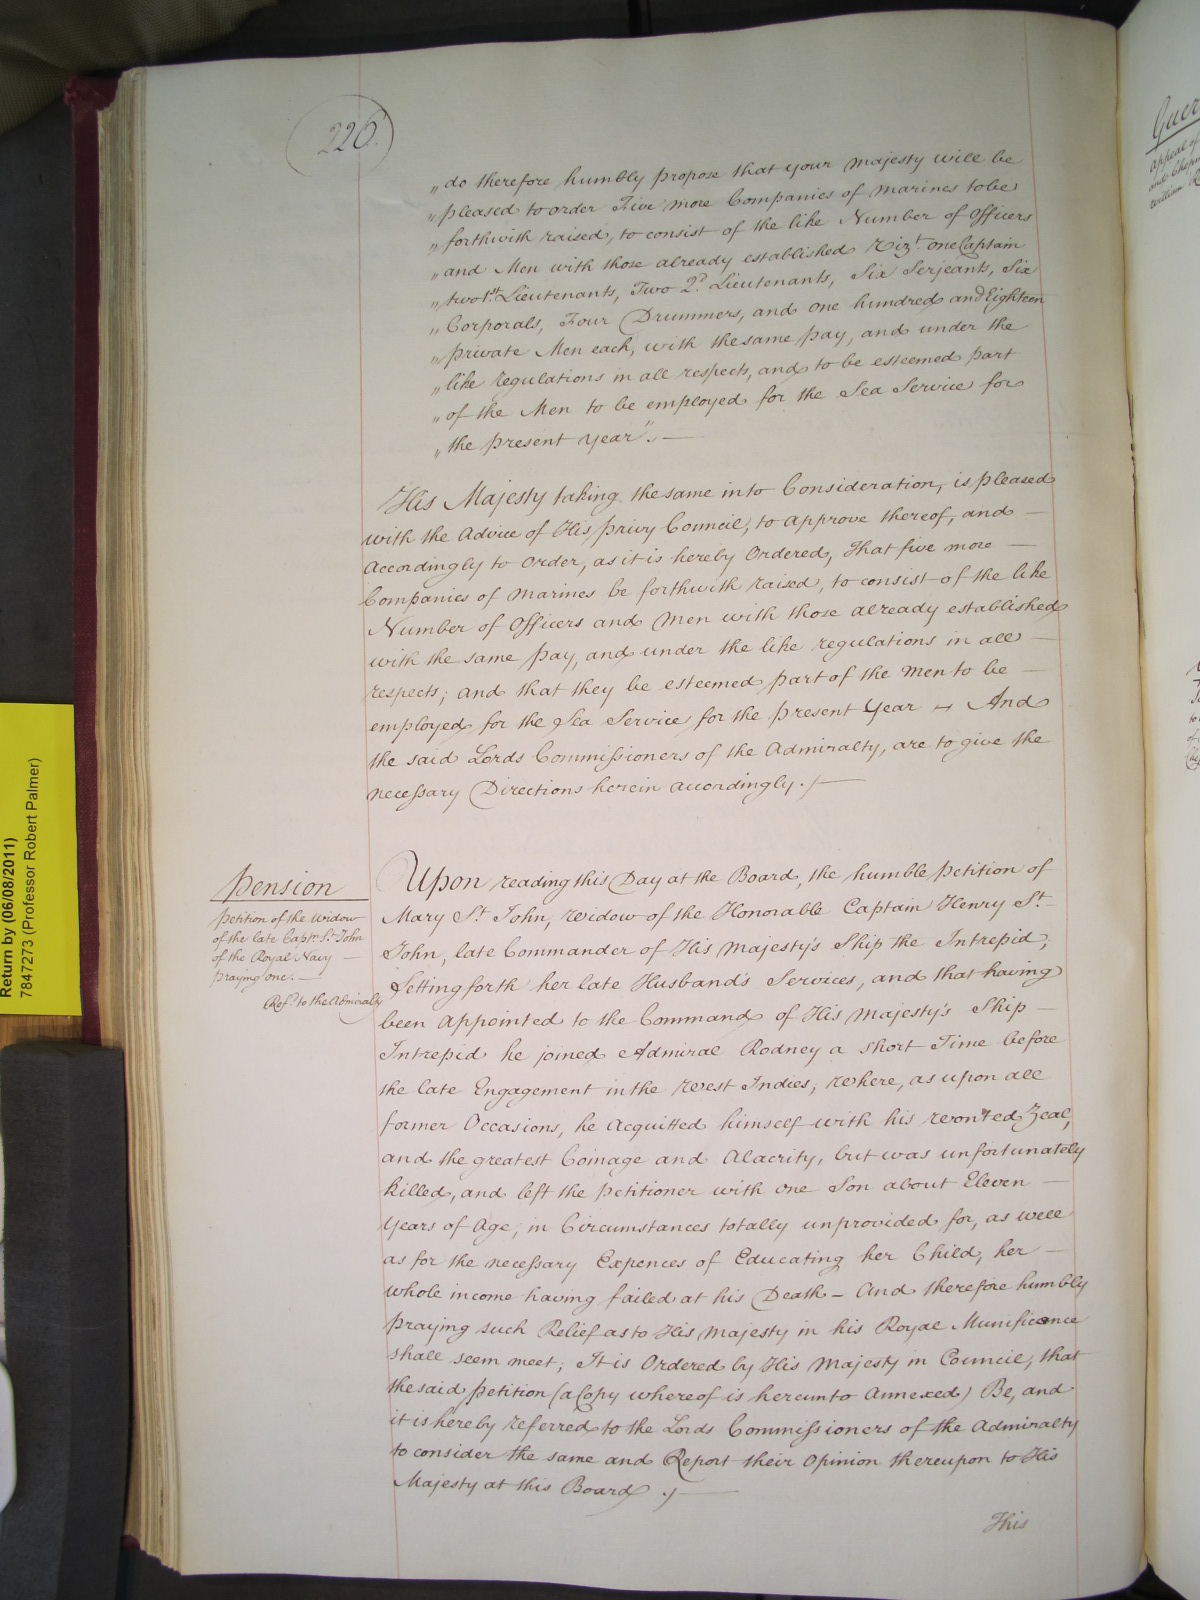 226.
„do therefore humbly propose that your Majesty will be
„pleased to order Five more Companies of Marines to be
„forthwith raised, to consist of the like Number of Officers
„and Men with those already established Vizt. one Captain
„two 1st. Lieutenants, Two 2d. Lieutenants, Six Serjeants, Six
„Corporals, Four Drummers, and one hundred and Eighteen
„private Men each, with the same pay, and under the
„like regulations in all respects, and to be esteemed part
„of the Men to be employed for the Sea Service for
„the present year". —
His Majesty taking the same into Consideration, is pleased
with the Advice of His Privy Council, to approve thereof, and —
Accordingly to order, as it is hereby Ordered, That five more —
Companies of Marines be forthwith raised, to consist of the like
Number of Officers and Men with those already established
with the same pay, and under the like regulations in all —
respects; and that they be esteemed part of the Men to be —
employed for the Sea Service for the present Year — And
the said Lords Commissioners of the Admiralty, are to give the
necessary Directions herein accordingly. /—
Pension
Petition of the Widow
of the late Captn. St. John
of the Royal Navy —
praying one. —
Refd. to the Admiralty
Upon reading this Day at the Board, the humble Petition of
Mary St. John, Widow of the Honorable Captain Henry St.
John, late Commander of His Majesty's Ship the Intrepid;
Setting forth her late Husband's Services, and that having
been appointed to the Command of His Majesty's Ship —
Intrepid he joined Admiral Rodney a short Time before
the late Engagement in the West Indies, Where, as upon all
former Occasions, he Acquitted himself with his wonted Zeal,
and the greatest Coinage and Alacrity, but was unfortunately
killed, and left the Petitioner with one Son about Eleven —
Years of Age, in Circumstances totally unprovided for, as well
as for the necessary Expences of Educating her Child, her —
whole income having failed at his Death — And therefore humbly
praying such Relief as to His Majesty in his Royal Munificence
shall seem meet; It is Ordered by His Majesty in Council, that
the said Petition (a Copy whereof is hereunto Annexed) Be, and
it is hereby referred to the Lords Commissioners of the Admiralty
to consider the same and Report their Opinion thereupon to His
Majesty at this Board ./—
This
Return by (06/08/2011)
7847273 (Professor Robert Palmer)